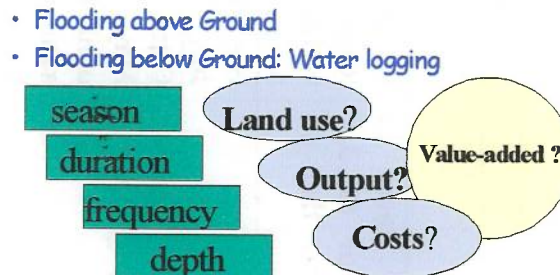 • Flooding above Ground
• Flooding below Ground: Water logging
season
duration
frequency
depth
Land use?
Output?
Costs?
Value-added ?